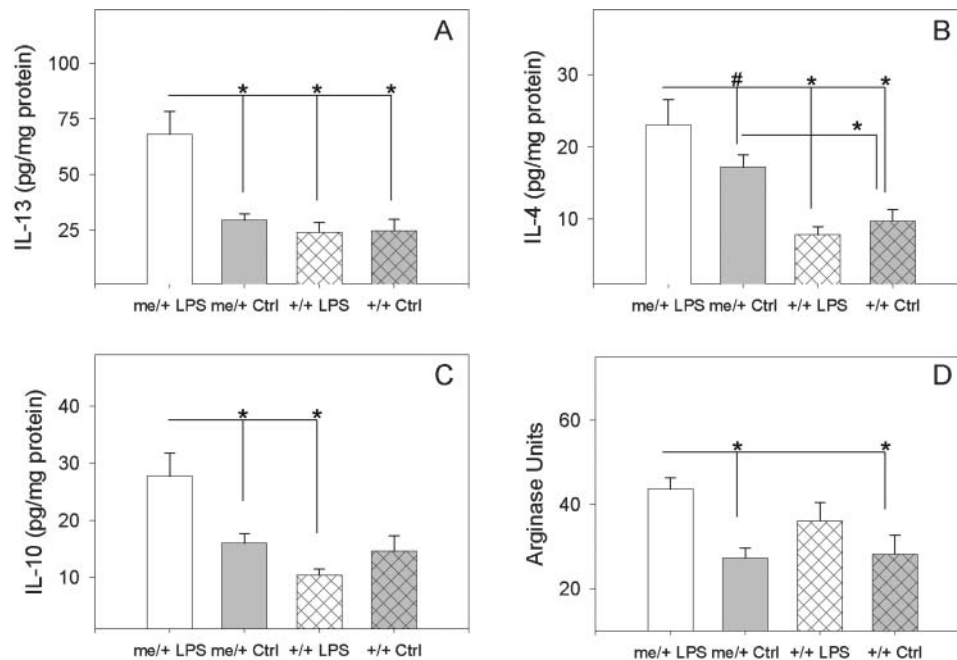 A
IL-13 (pg/mg protein)
100
75
50
25
* * *
me/+ LPS me/+ Ctrl +/+ LPS +/+ Ctrl
B
IL-4 (pg/mg protein)
30
20
10
# * *
*
me/+ LPS me/+ Ctrl +/+ LPS +/+ Ctrl
C
IL-10 (pg/mg protein)
40
30
20
10
* *
me/+ LPS me/+ Ctrl +/+ LPS +/+ Ctrl
D
Arginase Units
60
40
20
* *
me/+ LPS me/+ Ctrl +/+ LPS +/+ Ctrl